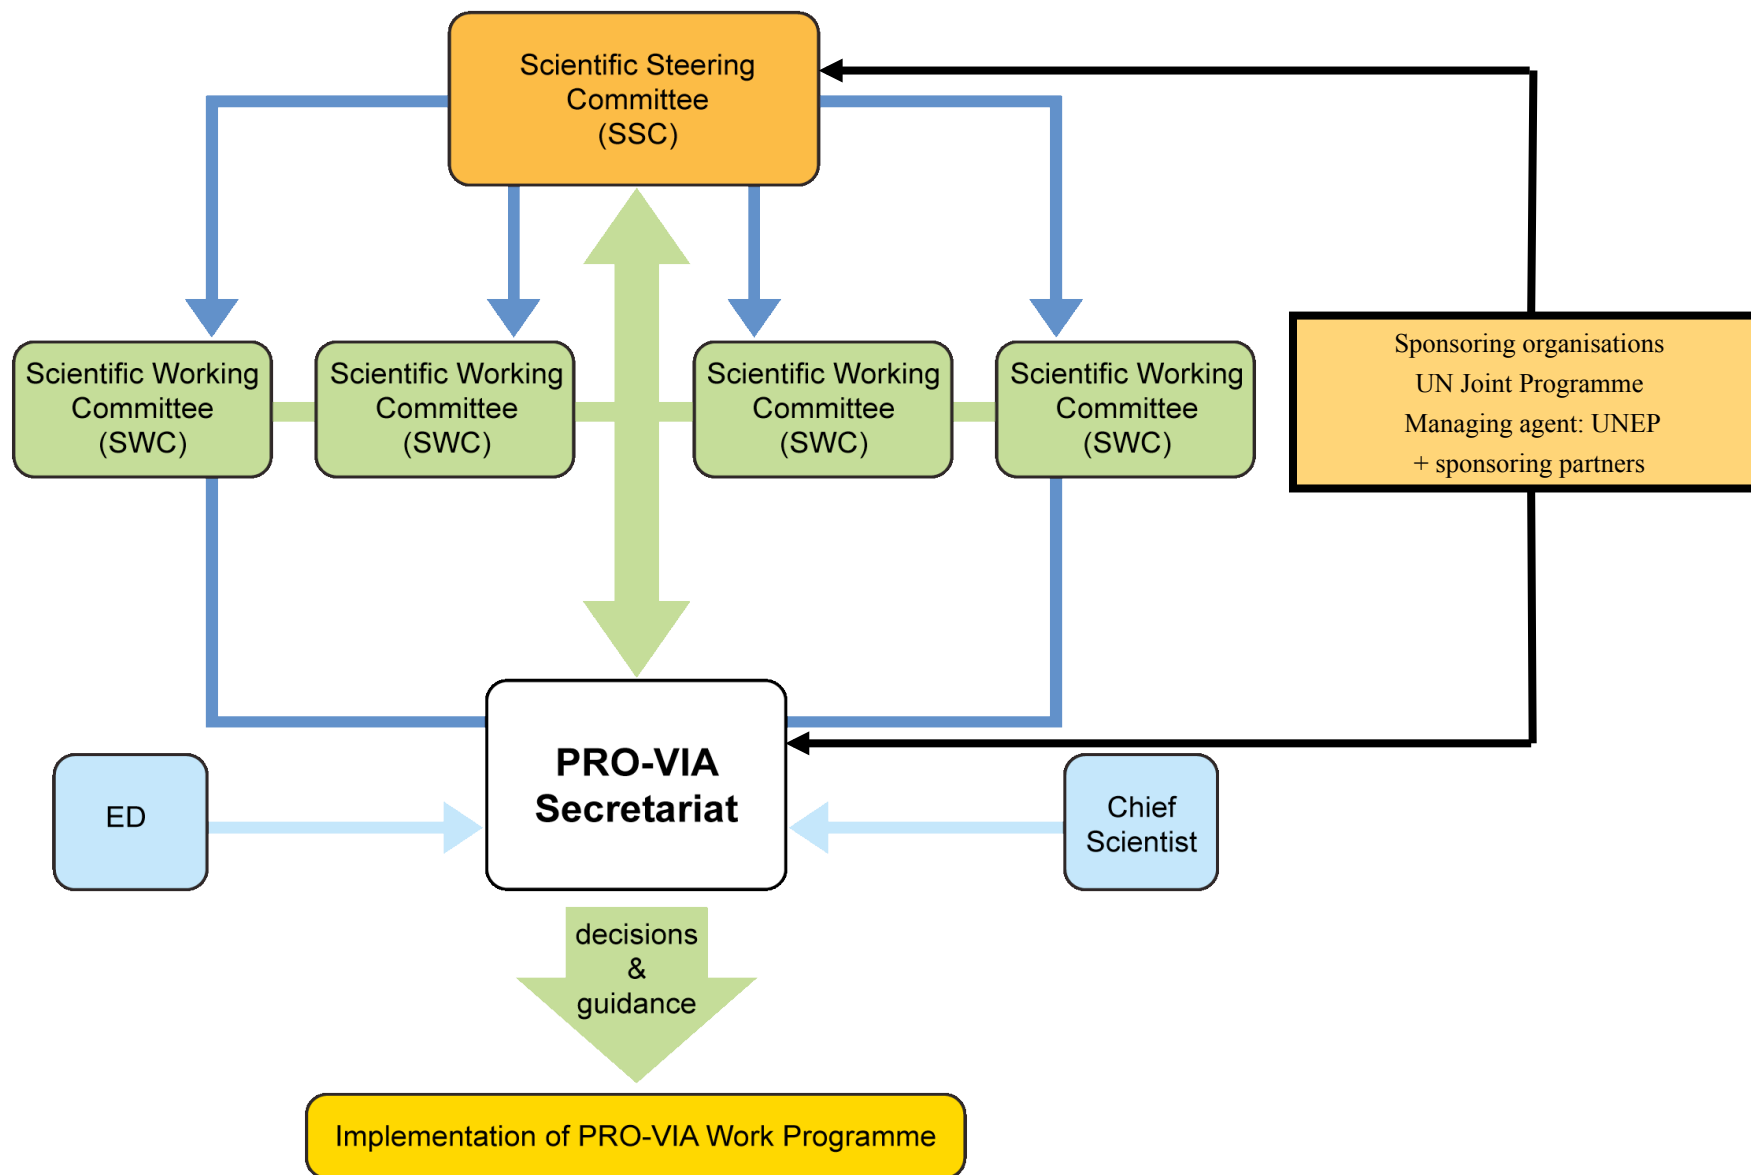 Scientific Steering
Committee
(SSC)
Scientific Working
Committee
(SWC)
Scientific Working
Committee
(SWC)
Scientific Working
Committee
(SWC)
Scientific Working
Committee
(SWC)
Sponsoring organisations
UN Joint Programme
Managing agent: UNEP
+ sponsoring partners
PRO-VIA
Secretariat
ED
Chief
Scientist
decisions
&
guidance
Implementation of PRO-VIA Work Programme